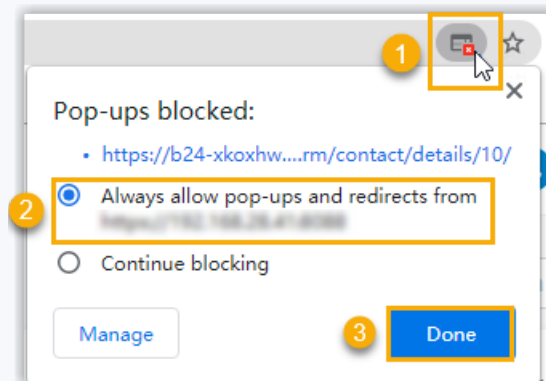 1
Pop-ups blocked:
https://b24-xkoxhw....rm/contact/details/10/
2
Always allow pop-ups and redirects from
Continue blocking
Manage
3
Done